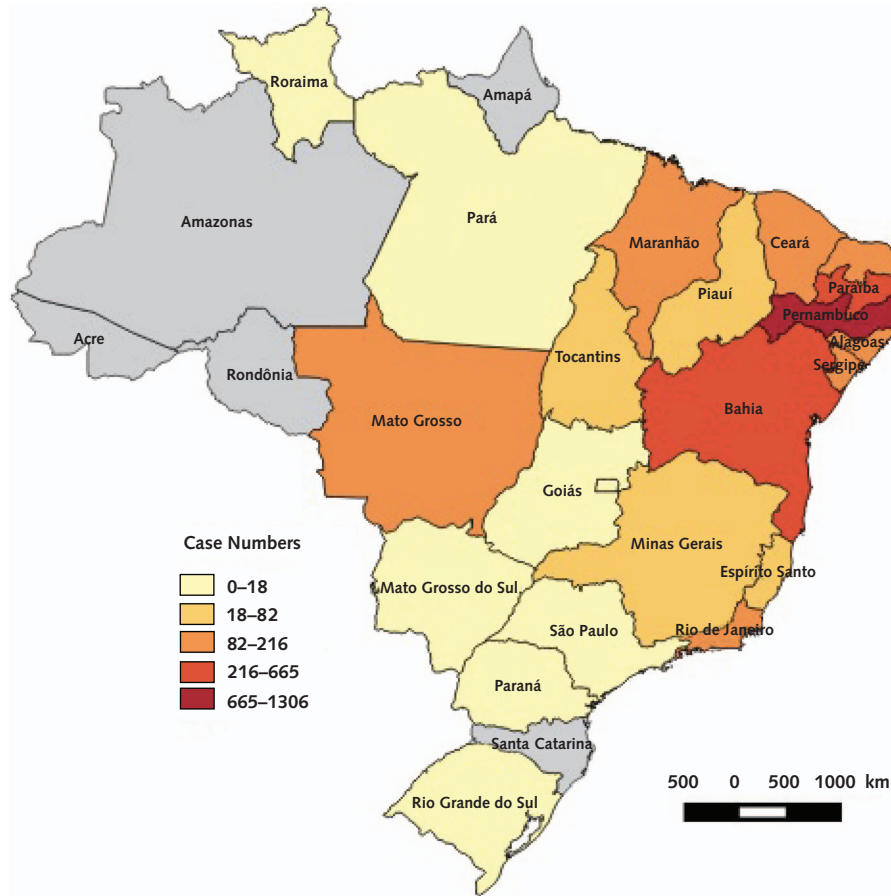 Roraima
Amapá
Amazonas
Pará
Maranhão
Ceará
Piauí
Paraíba
Pernambuco
Acre
Alagoas
Rondônia
Tocantins
Sergipe
Bahia
Mato Grosso
Goiás
Case Numbers
Minas Gerais
0–18
Espírito Santo
Mato Grosso do Sul
18–82
82–216
São Paulo
Rio de Janeiro
216–665
Paraná
665–1306
Santa Catarina
500 0 500 1000 km
Rio Grande do Sul